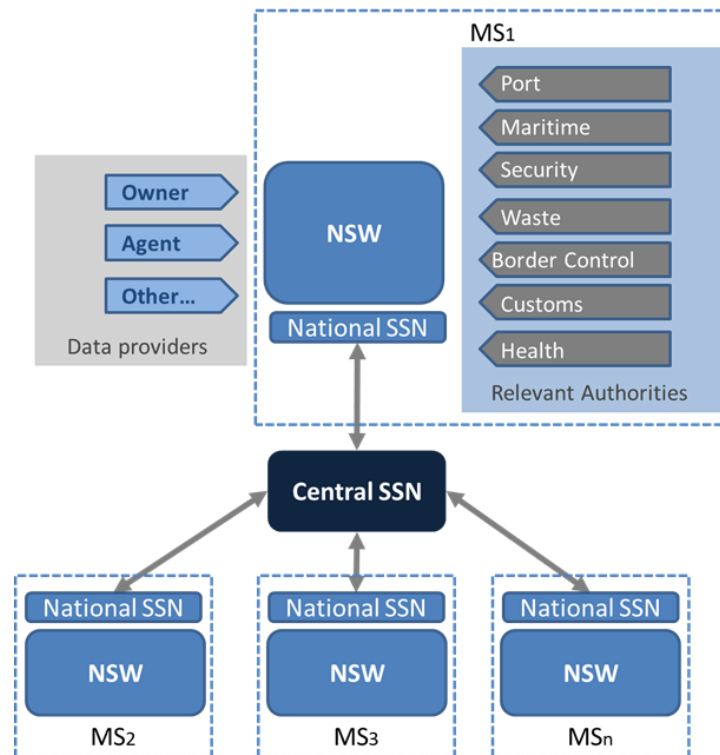 MS1
Port
Maritime
Security
Waste
Border Control
Customs
Health
Relevant Authorities
Owner
Agent
Other...
Data providers
NSW
National SSN
Central SSN
National SSN
NSW
MS2
National SSN
NSW
MS3
National SSN
NSW
MSn